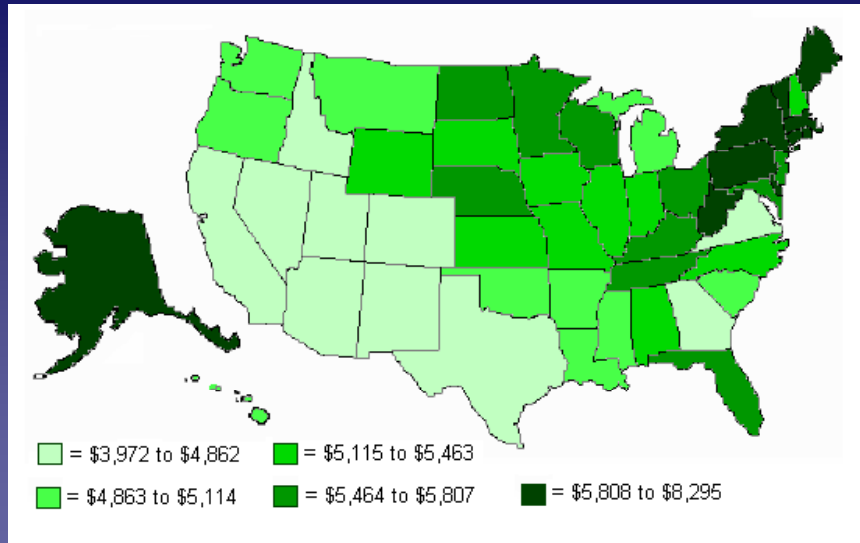 = $3,972 to $4,862 = $5,115 to $5,463
= $4,863 to $5,114 = $5,464 to $5,807 = $5,808 to $8,295